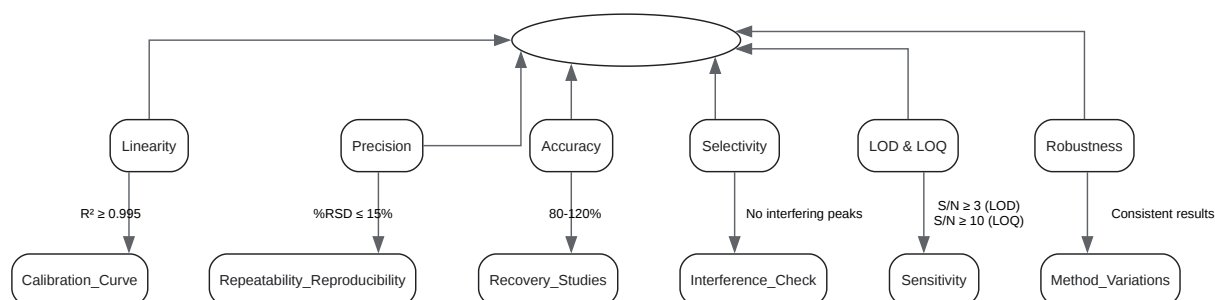 Linearity
Precision
Accuracy
Selectivity
LOD & LOQ
Robustness
R² ≥ 0.995
%RSD ≤ 15%
80-120%
No interfering peaks
S/N ≥ 3 (LOD)
S/N ≥ 10 (LOQ)
Consistent results
Calibration_Curve
Repeatability_Reproducibility
Recovery_Studies
Interference_Check
Sensitivity
Method_Variations